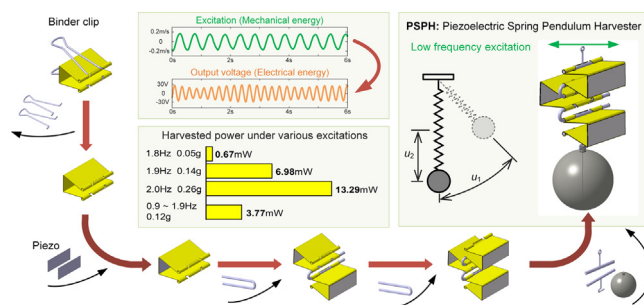 Binder clip
Excitation (Mechanical energy)
0.2m/s
-0.2m/s
0 2s 4s 6s
Output voltage (Electrical energy)
30V
0
-30V
0 2s 4s 6s
Harvested power under various excitations
1.8Hz 0.05g 0.67mW
1.9Hz 0.14g 6.98mW
2.0Hz 0.26g 13.29mW
0.9 ~ 1.9Hz 3.77mW
0.12g
PSPH: Piezoelectric Spring Pendulum Harvester
Low frequency excitation
u2
u1
Piezo